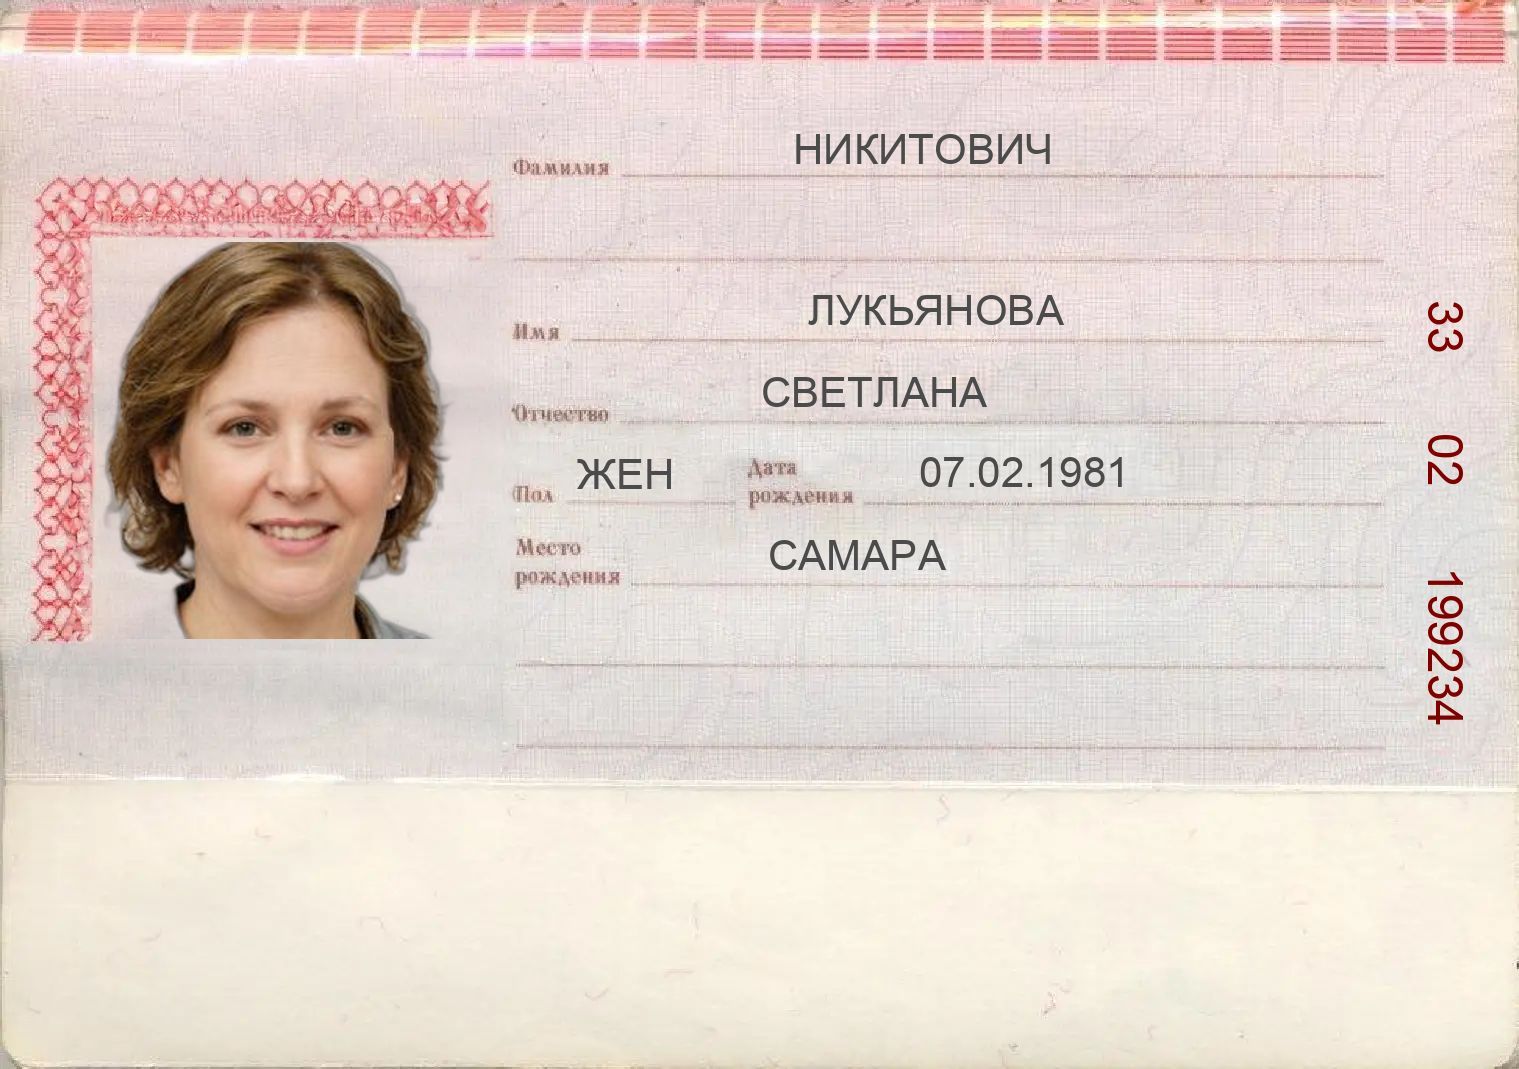 Фамилия НИКИТОВИЧ
Имя ЛУКЬЯНОВА
Отчество СВЕТЛАНА
Пол ЖЕН Дата рождения 07.02.1981
Место рождения САМАРА
33 02 199234